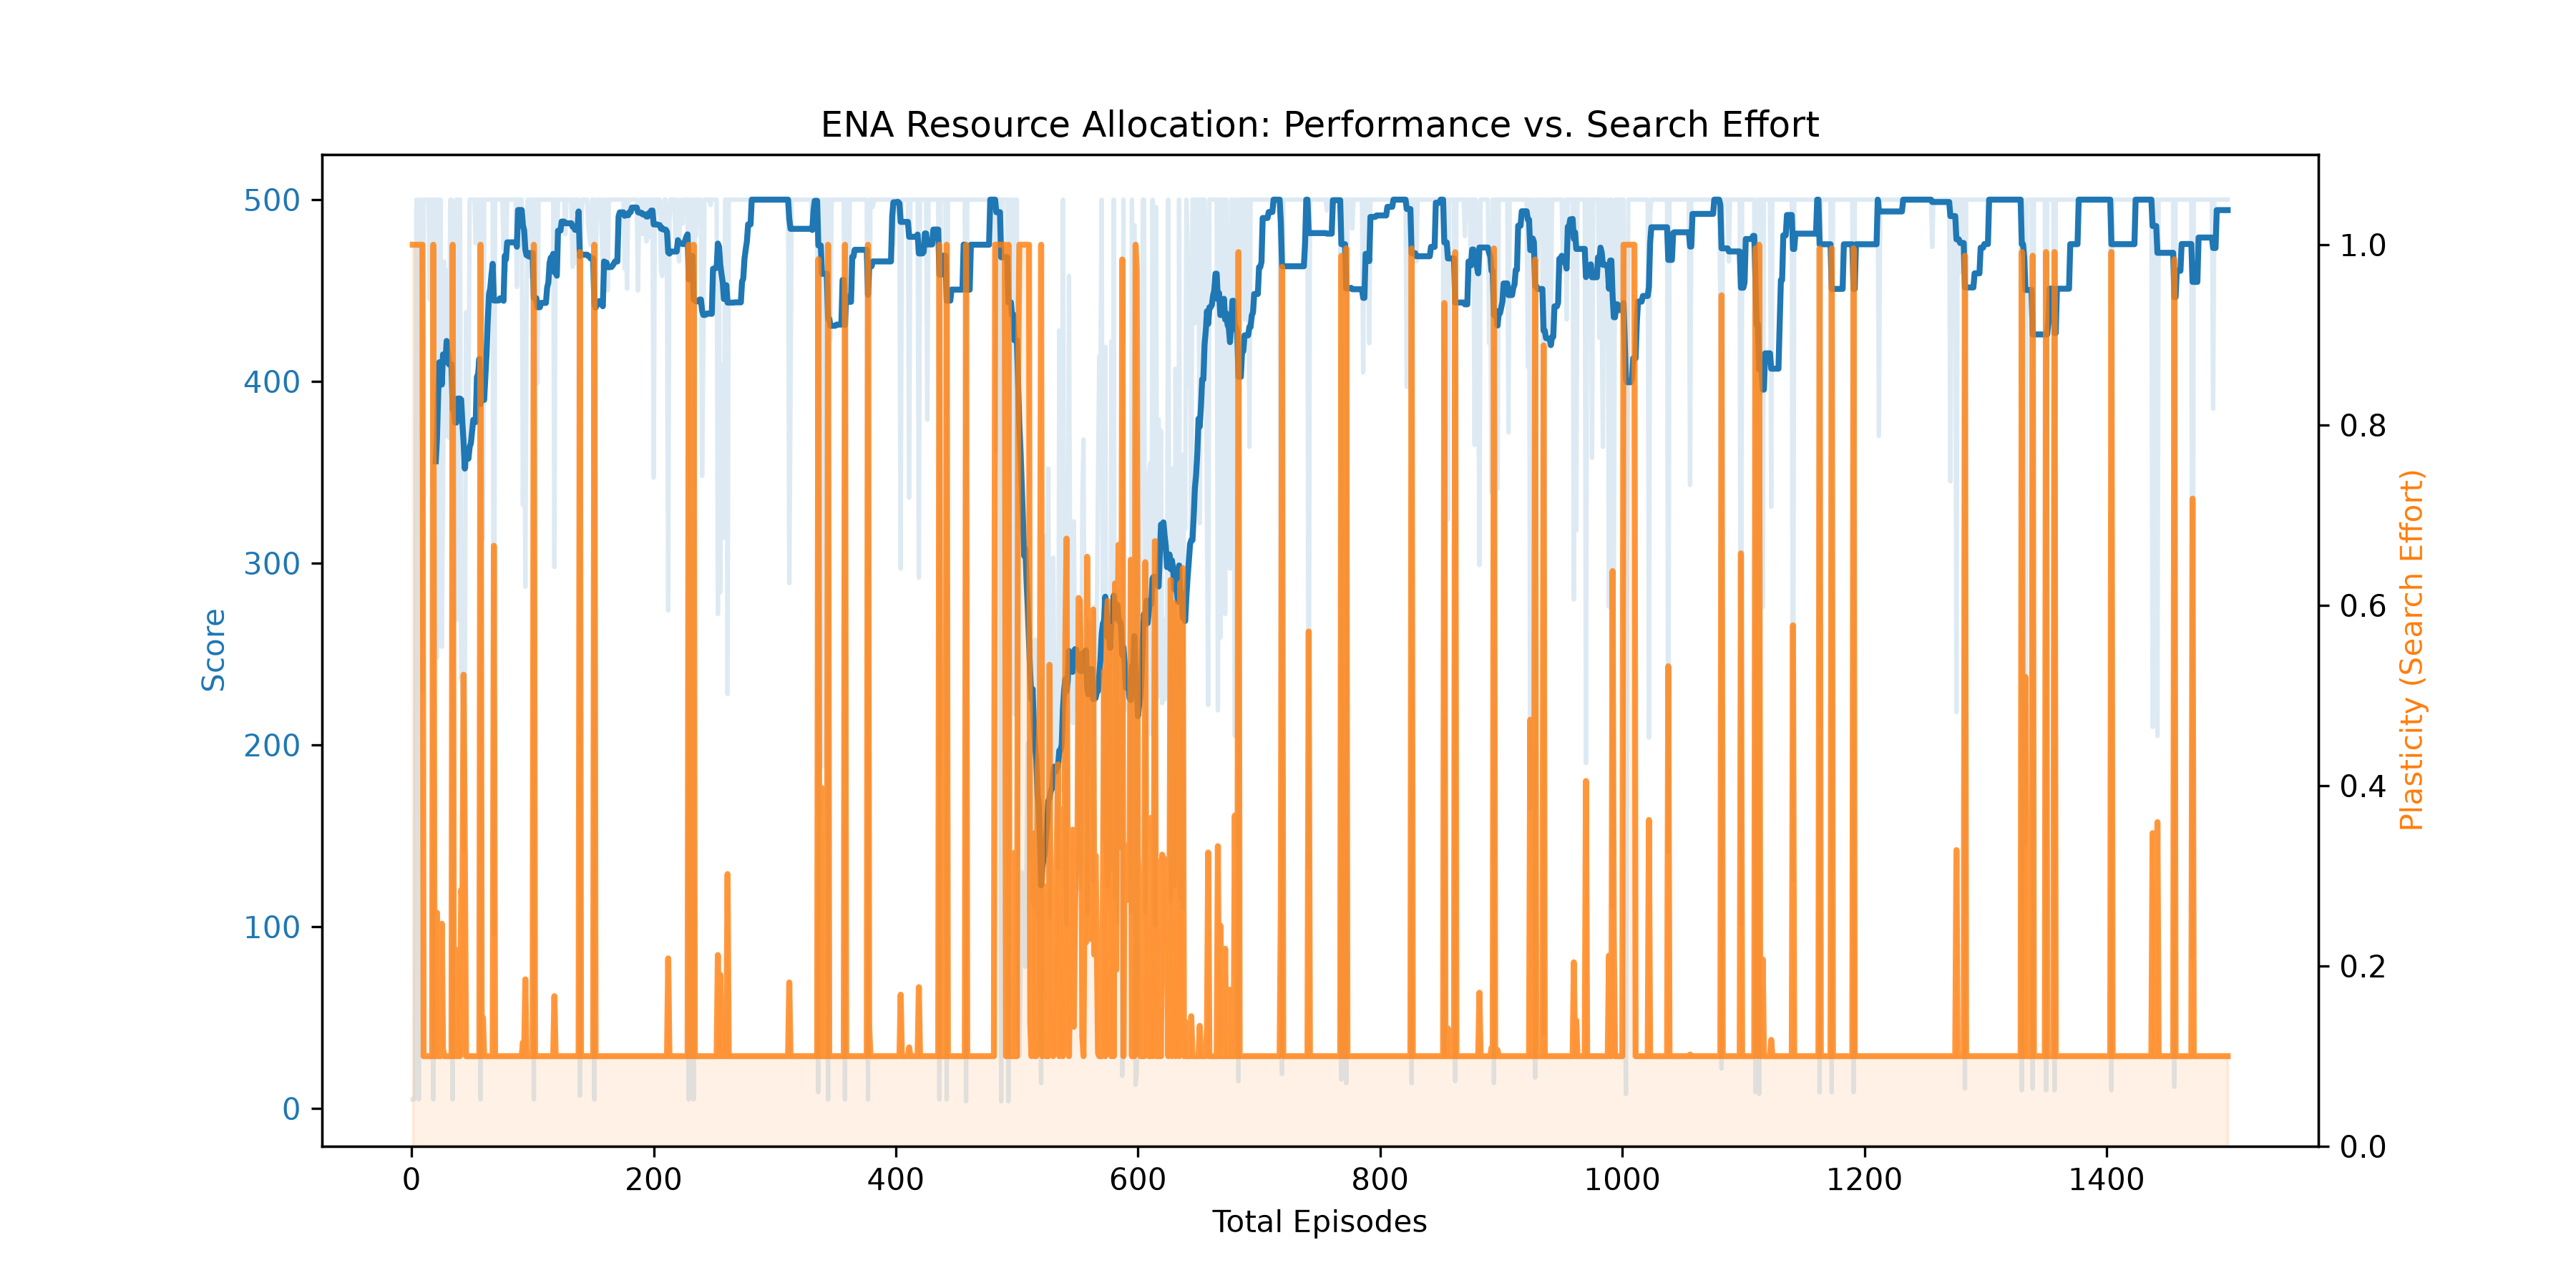 ENA Resource Allocation: Performance vs. Search Effort
500
400
300
200
100
0
Score
1.0
0.8
0.6
0.4
0.2
0.0
Plasticity (Search Effort)
0 200 400 600 800 1000 1200 1400
Total Episodes